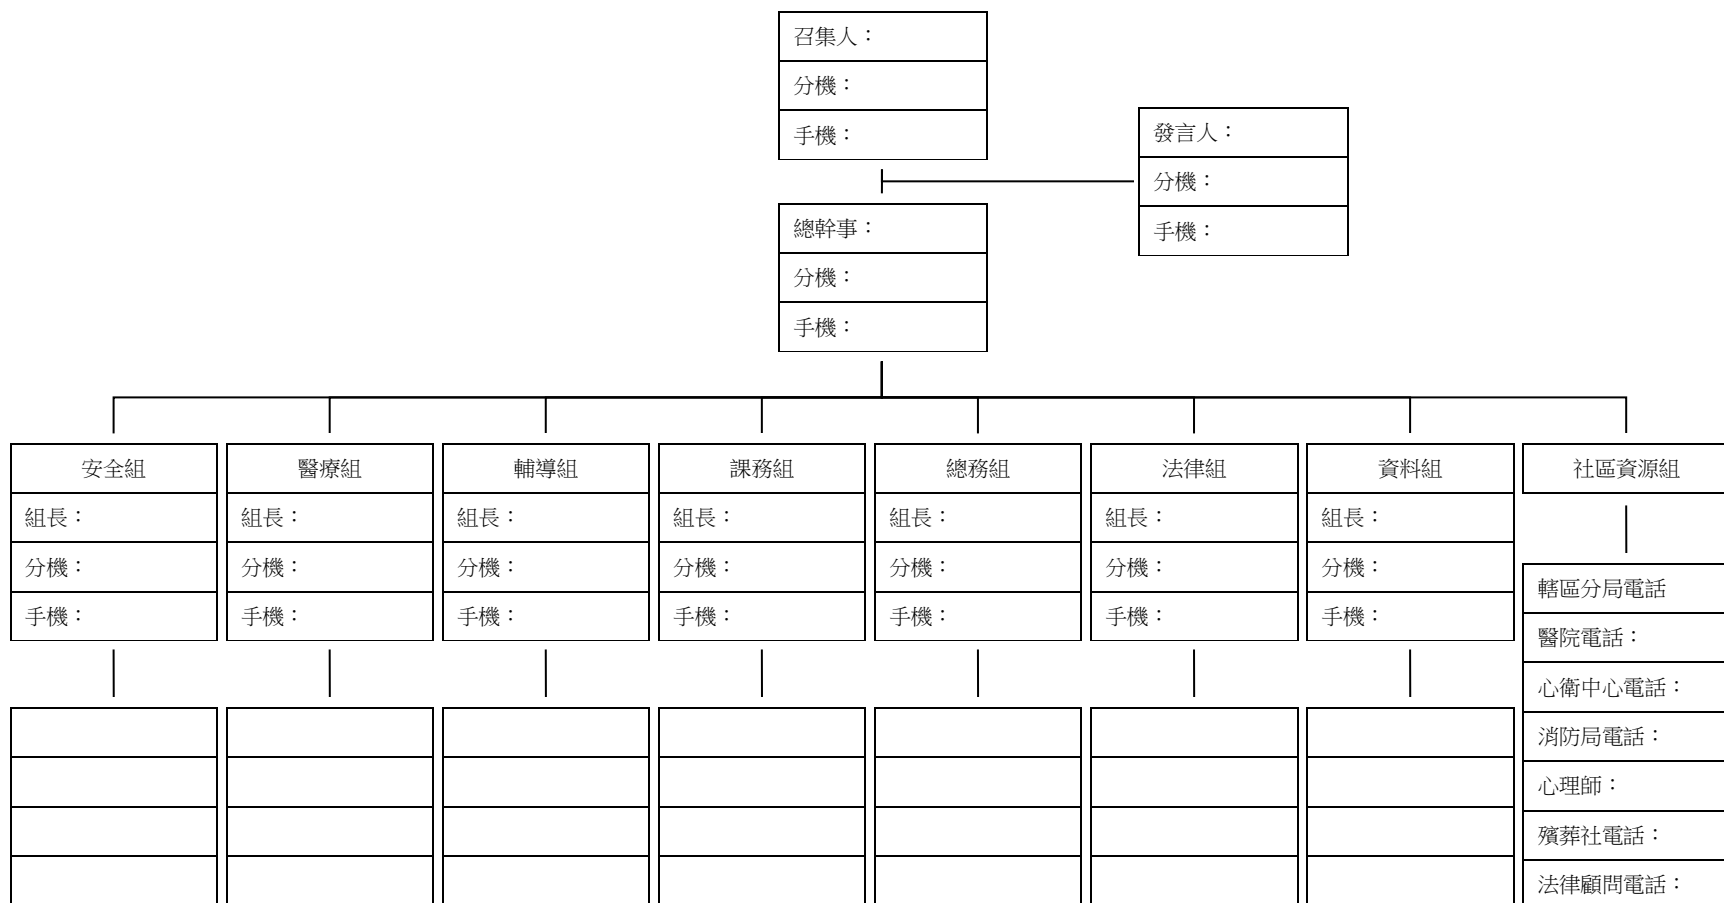 召集人：
分機：
手機：
發言人：
分機：
手機：
總幹事：
分機：
手機：
安全組
組長：
分機：
手機：
醫療組
組長：
分機：
手機：
輔導組
組長：
分機：
手機：
課務組
組長：
分機：
手機：
總務組
組長：
分機：
手機：
法律組
組長：
分機：
手機：
資料組
組長：
分機：
手機：
社區資源組
轄區分局電話
醫院電話：
心衛中心電話：
消防局電話：
心理師：
殯葬社電話：
法律顧問電話：